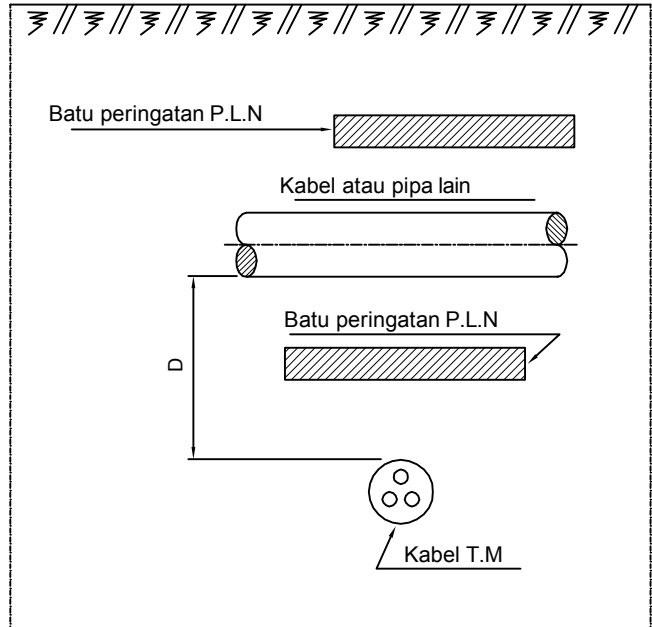 Batu peringatan P.L.N
Kabel atau pipa lain
Batu peringatan P.L.N
D
Kabel T.M